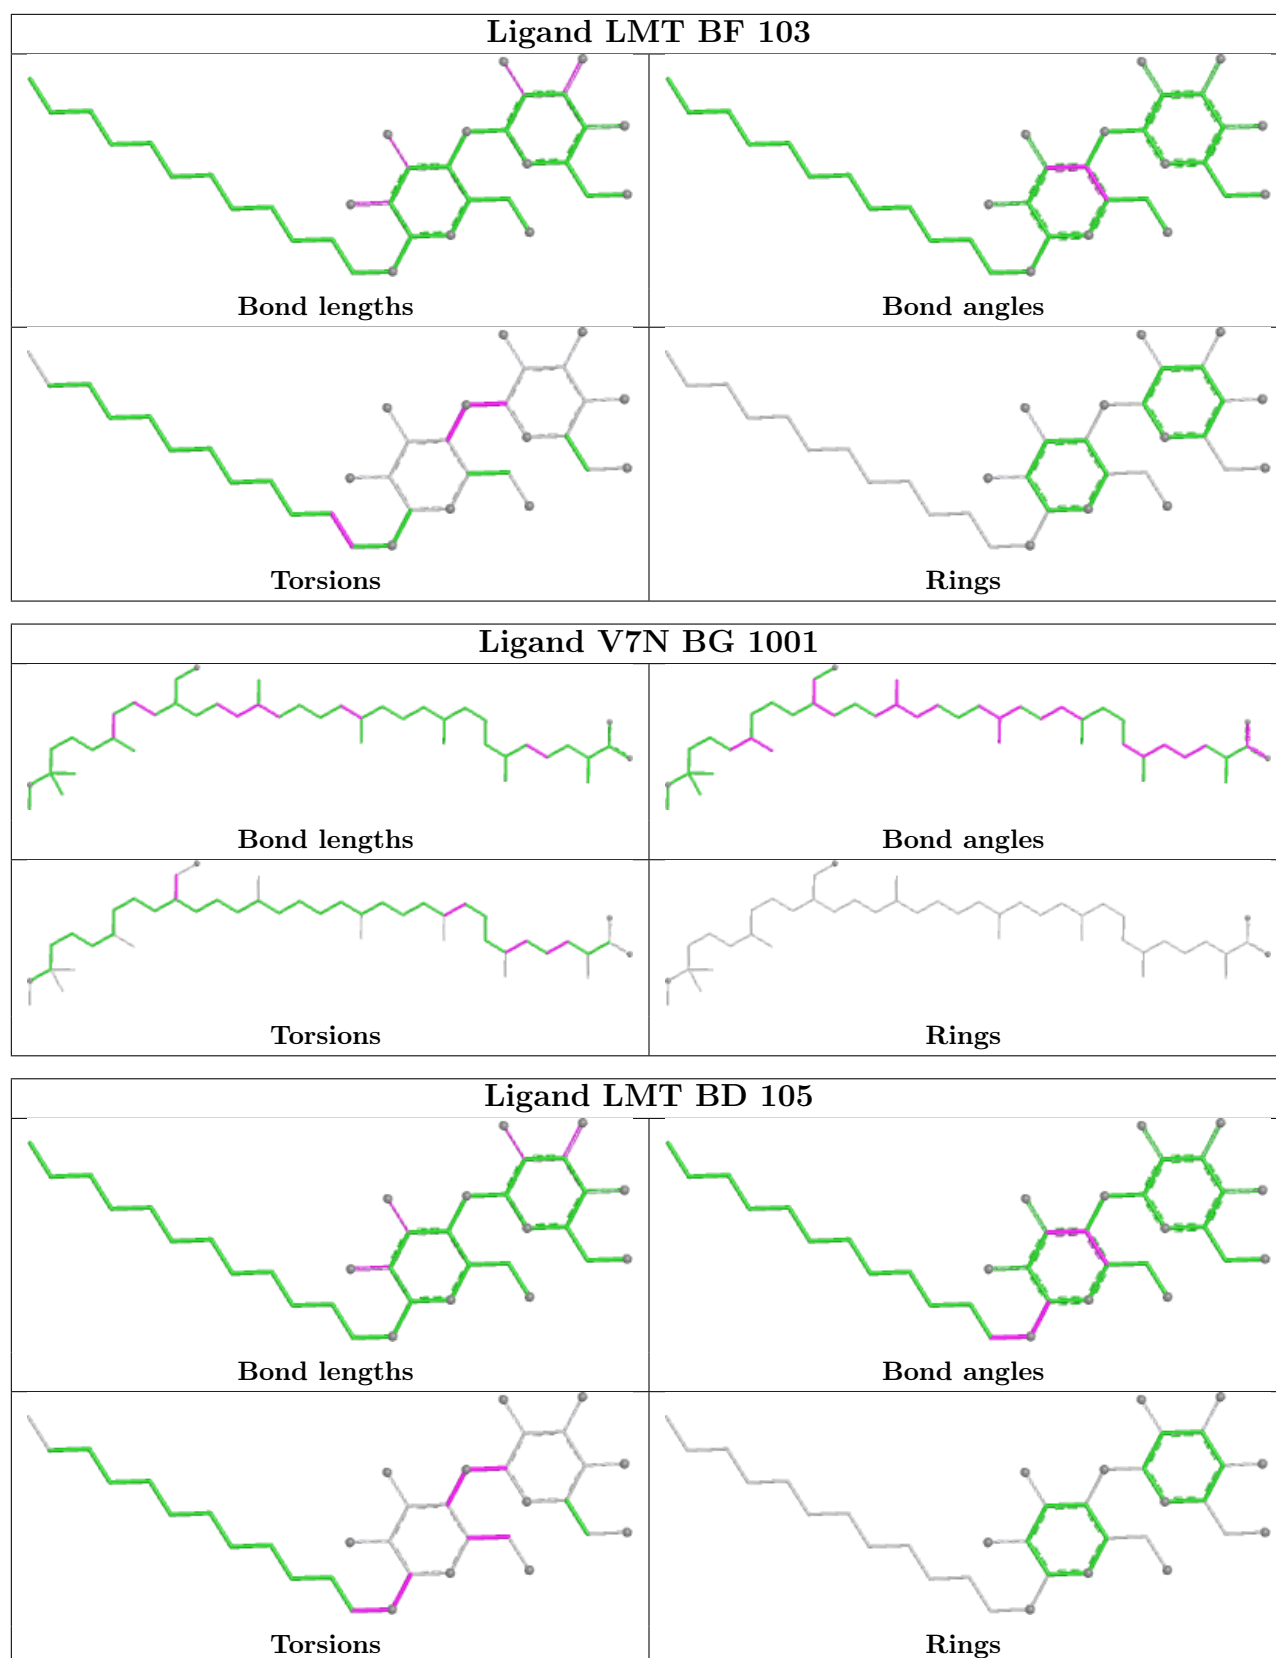 Ligand LMT BF 103
Bond lengths
Bond angles
Torsions
Rings
Ligand V7N BG 1001
Bond lengths
Bond angles
Torsions
Rings
Ligand LMT BD 105
Bond lengths
Bond angles
Torsions
Rings